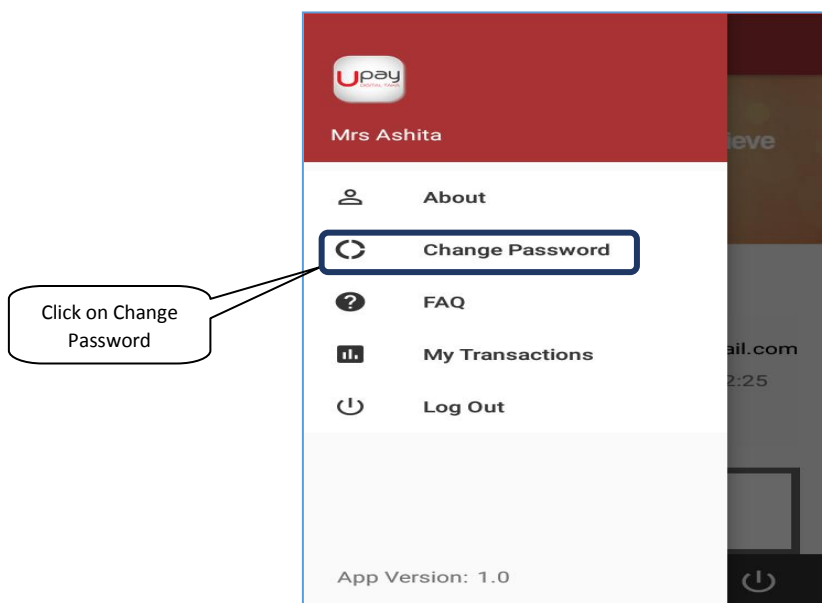 Upay
DIGITAL TAKA
Mrs Ashita
ieve
About
Change Password
Click on Change
Password
FAQ
My Transactions
ail.com
2:25
Log Out
App Version: 1.0